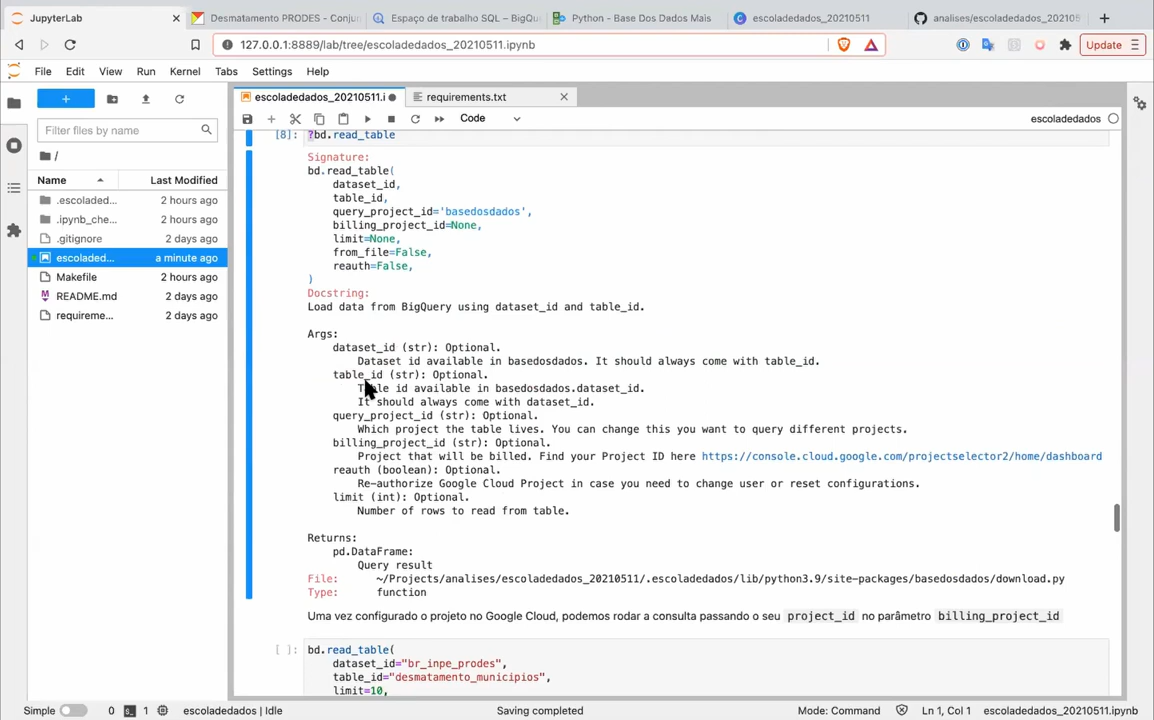 JupyterLab
Desmatamento PRODES - Conjun
Espaço de trabalho SQL – BigQu
Python - Base Dos Dados Mais
escoladedados_20210511
analises/escoladedados_202105
127.0.0.1:8889/lab/tree/escoladedados_20210511.ipynb
Update
File Edit View Run Kernel Tabs Settings Help
escoladedados_20210511.i
requirements.txt
Code
escoladedados
Filter files by name
/
Name Last Modified
.escoladed... 2 hours ago
.ipynb_che... 2 hours ago
.gitignore 2 days ago
escoladed... a minute ago
Makefile 2 hours ago
README.md 2 days ago
requireme... 2 days ago
[8]: ?bd.read_table
Signature:
bd.read_table(
dataset_id,
table_id,
query_project_id='basedosdados',
billing_project_id=None,
limit=None,
from_file=False,
reauth=False,
)
Docstring:
Load data from BigQuery using dataset_id and table_id.
Args:
dataset_id (str): Optional.
Dataset id available in basedosdados. It should always come with table_id.
table_id (str): Optional.
Table id available in basedosdados.dataset_id.
It should always come with dataset_id.
query_project_id (str): Optional.
Which project the table lives. You can change this you want to query different projects.
billing_project_id (str): Optional.
Project that will be billed. Find your Project ID here https://console.cloud.google.com/projectselector2/home/dashboard
reauth (boolean): Optional.
Re-authorize Google Cloud Project in case you need to change user or reset configurations.
limit (int): Optional.
Number of rows to read from table.
Returns:
pd.DataFrame:
Query result
File: ~/Projects/analises/escoladedados_20210511/.escoladedados/lib/python3.9/site-packages/basedosdados/download.py
Type: function
Uma vez configurado o projeto no Google Cloud, podemos rodar a consulta passando o seu project_id no parâmetro billing_project_id
[ ]: bd.read_table(
dataset_id="br_inpe_prodes",
table_id="desmatamento_municipios",
limit=10,
Simple 0 1 escoladedados | Idle Saving completed Mode: Command Ln 1, Col 1 escoladedados_20210511.ipynb